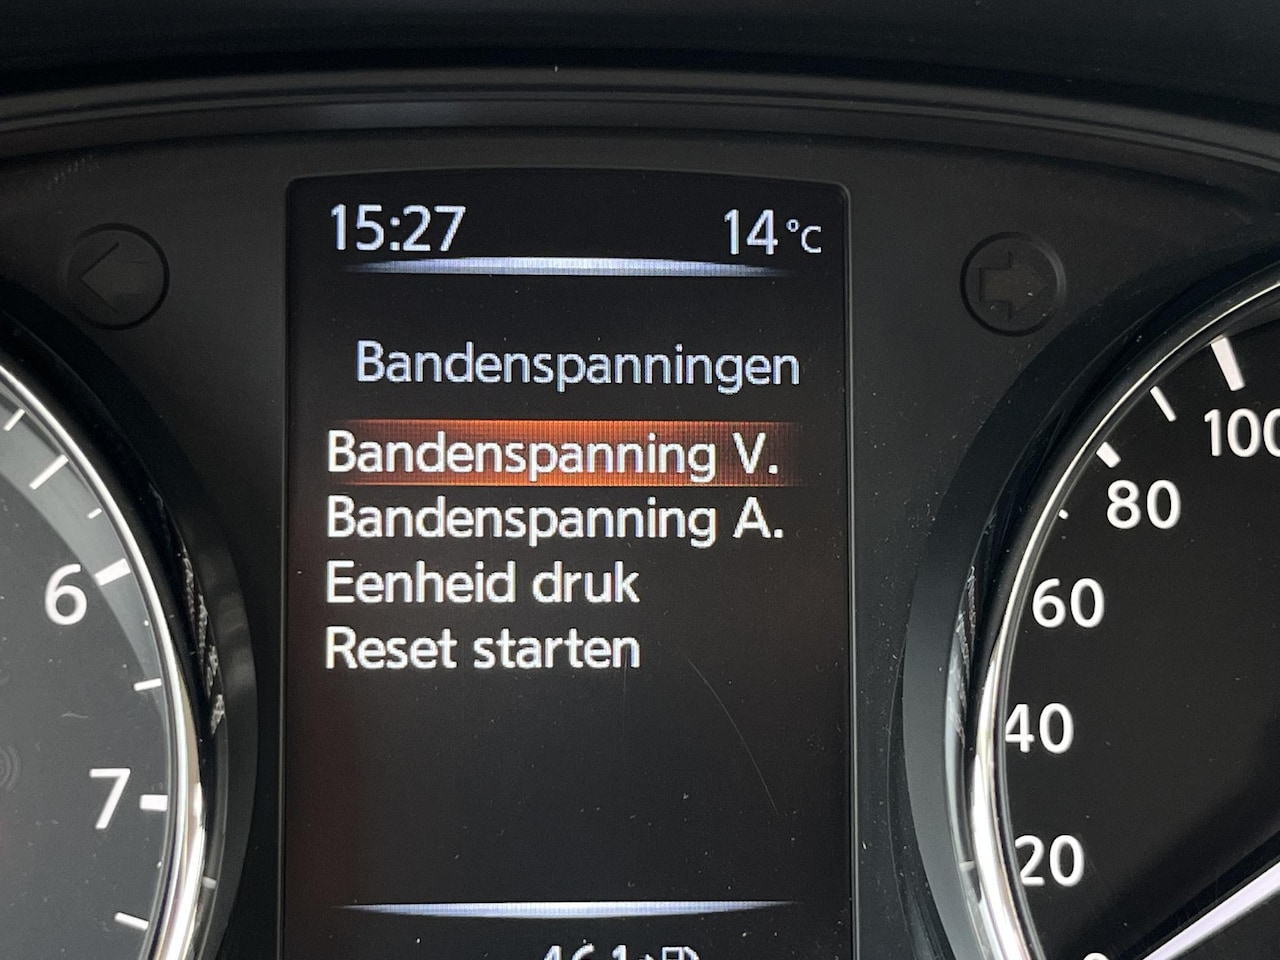 15:27 14 °C
Bandenspanningen
Bandenspanning V.
Bandenspanning A.
Eenheid druk
Reset starten
6
7
100
80
60
40
20